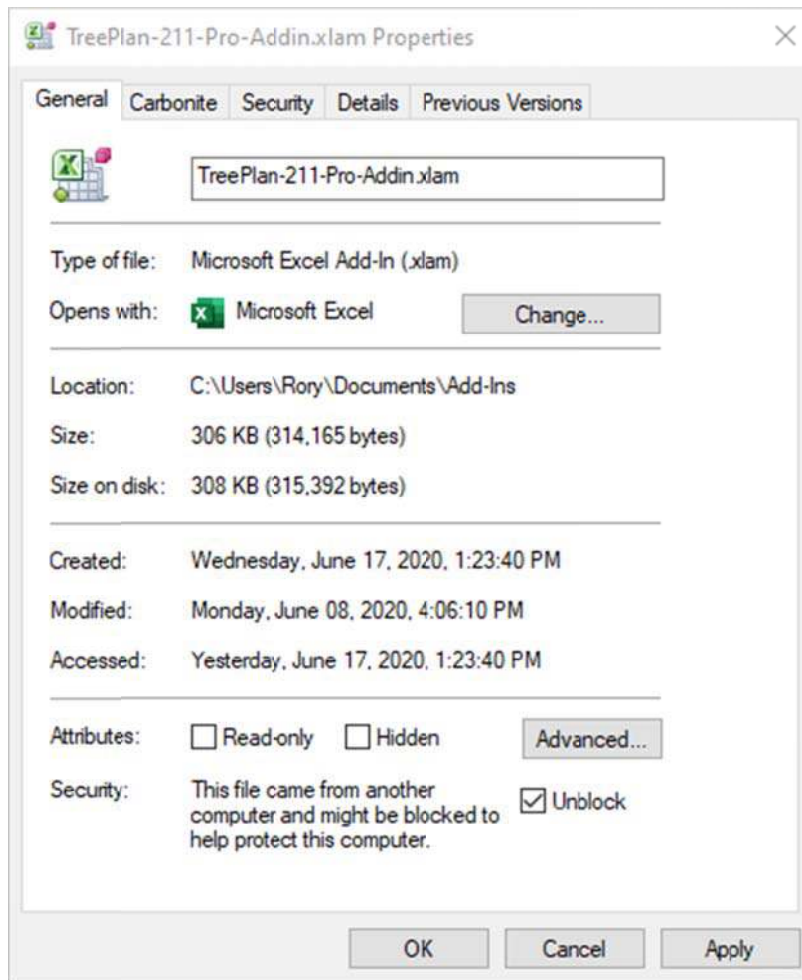 TreePlan-211-Pro-Addin.xlam Properties
General Carbonite Security Details Previous Versions
TreePlan-211-Pro-Addin.xlam
Type of file: Microsoft Excel Add-In (.xlam)
Opens with: Microsoft Excel Change...
Location: C:\Users\Rory\Documents\Add-Ins
Size: 306 KB (314,165 bytes)
Size on disk: 308 KB (315,392 bytes)
Created: Wednesday, June 17, 2020, 1:23:40 PM
Modified: Monday, June 08, 2020, 4:06:10 PM
Accessed: Yesterday, June 17, 2020, 1:23:40 PM
Attributes: Read-only Hidden Advanced...
Security: This file came from another
computer and might be blocked to
help protect this computer.
Unblock
OK Cancel Apply